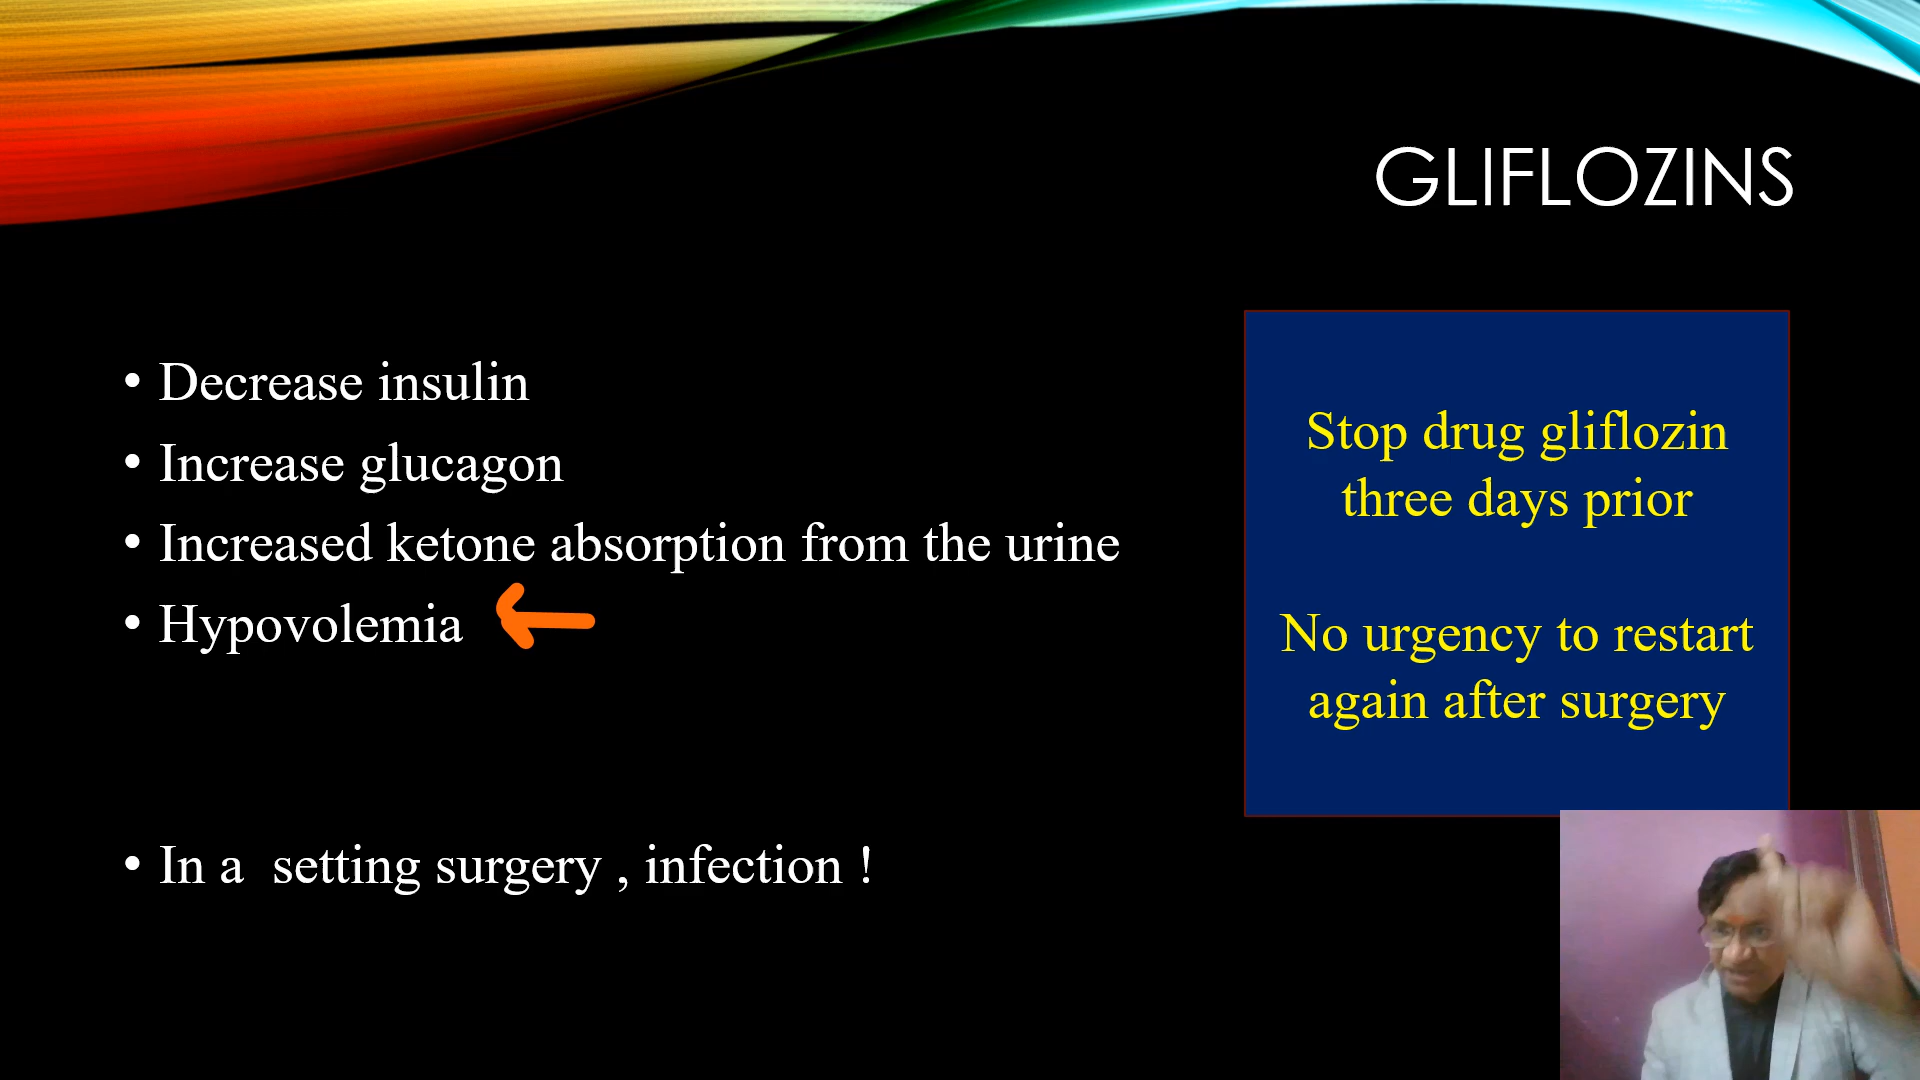 GLIFLOZINS
• Decrease insulin
• Increase glucagon
• Increased ketone absorption from the urine
• Hypovolemia
• In a  setting surgery , infection !
Stop drug gliflozin
three days prior
No urgency to restart
again after surgery